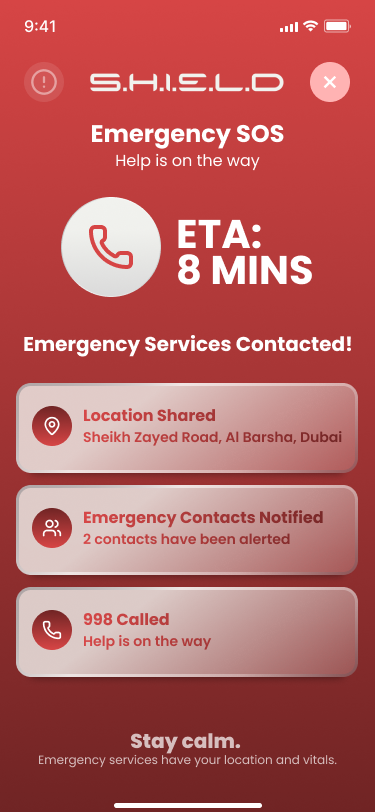 9:41
S.H.I.E.L.D
Emergency SOS
Help is on the way
ETA:
8 MINS
Emergency Services Contacted!
Location Shared
Sheikh Zayed Road, Al Barsha, Dubai
Emergency Contacts Notified
2 contacts have been alerted
998 Called
Help is on the way
Stay calm.
Emergency services have your location and vitals.